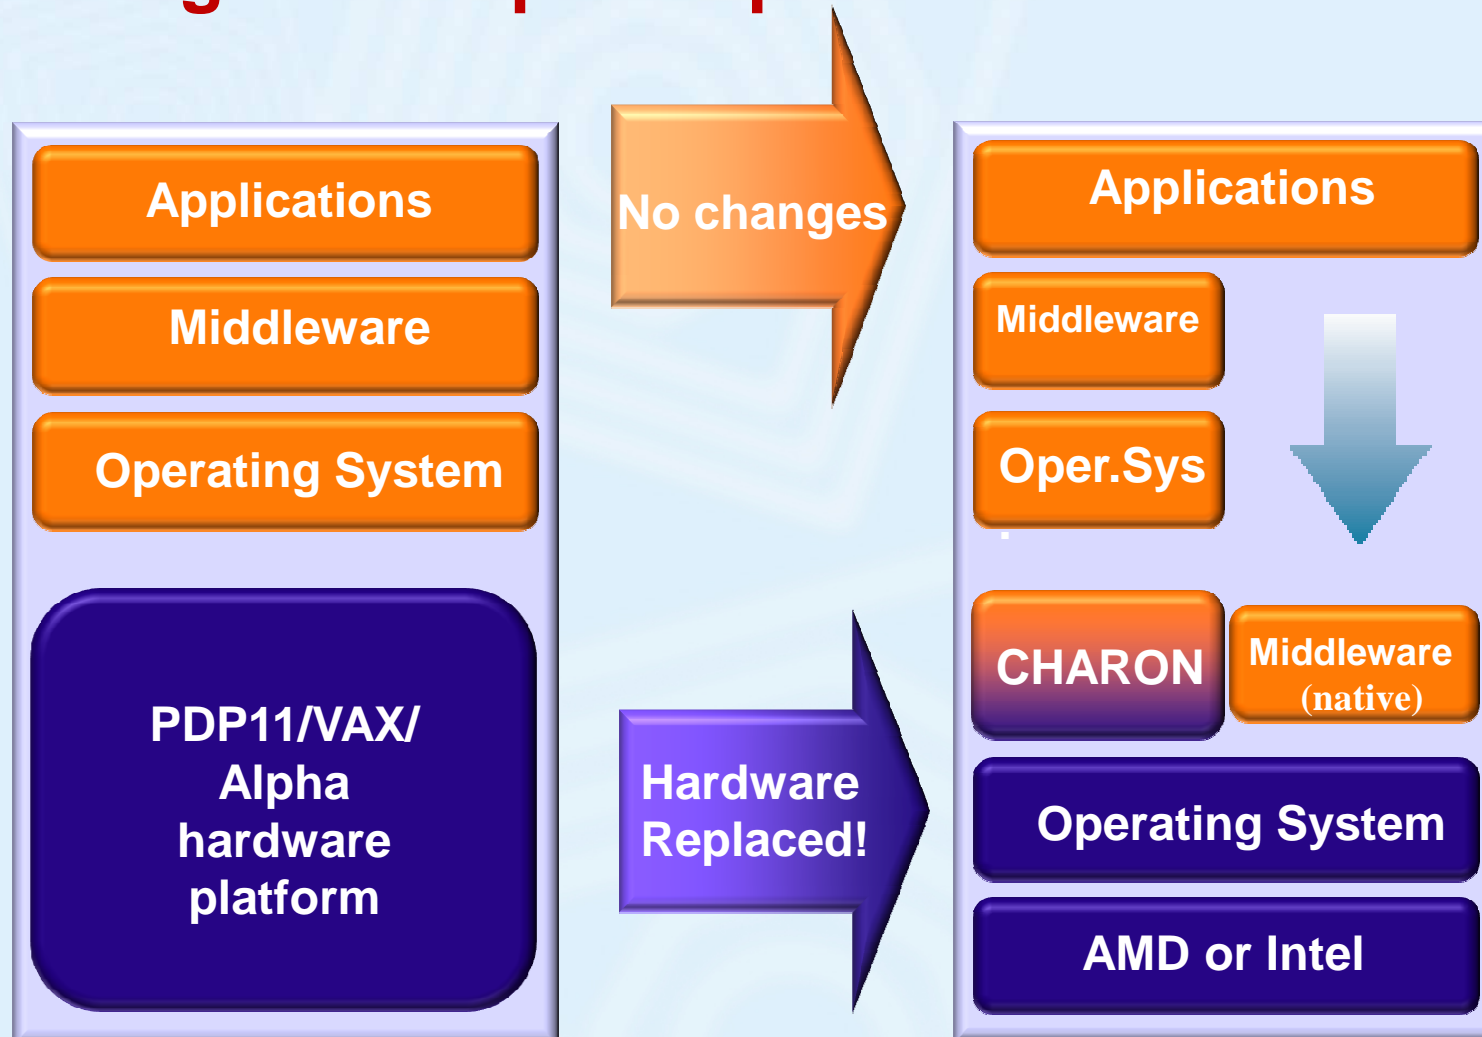 Applications
Middleware
Operating System
PDP11/VAX/
Alpha
hardware
platform
No changes
Hardware
Replaced!
Applications
Middleware
Oper.Sys
.
CHARON
Middleware
(native)
Operating System
AMD or Intel